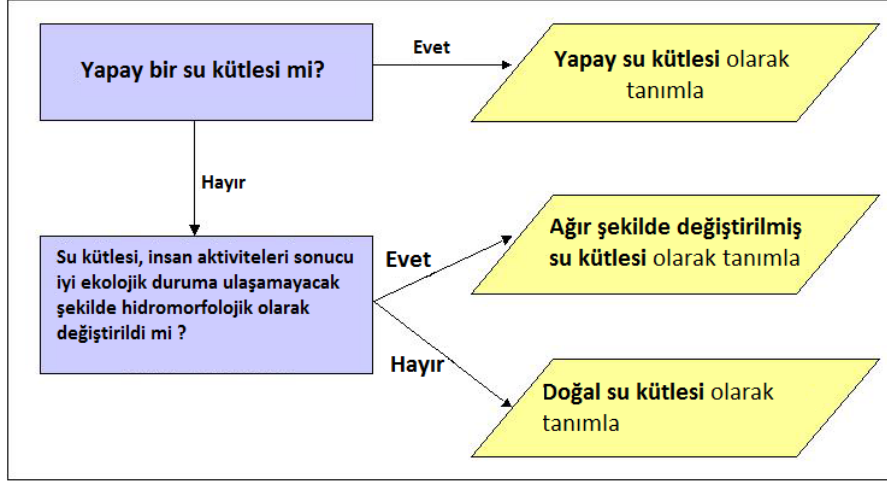 Yapay bir su kütlesi mi?
Evet
Yapay su kütlesi olarak
tanımla
Hayır
Su kütlesi, insan aktiviteleri sonucu
iyi ekolojik duruma ulaşamayacak
şekilde hidromorfolojik olarak
değiştirildi mi ?
Evet
Ağır şekilde değiştirilmiş
su kütlesi olarak tanımla
Hayır
Doğal su kütlesi olarak
tanımla